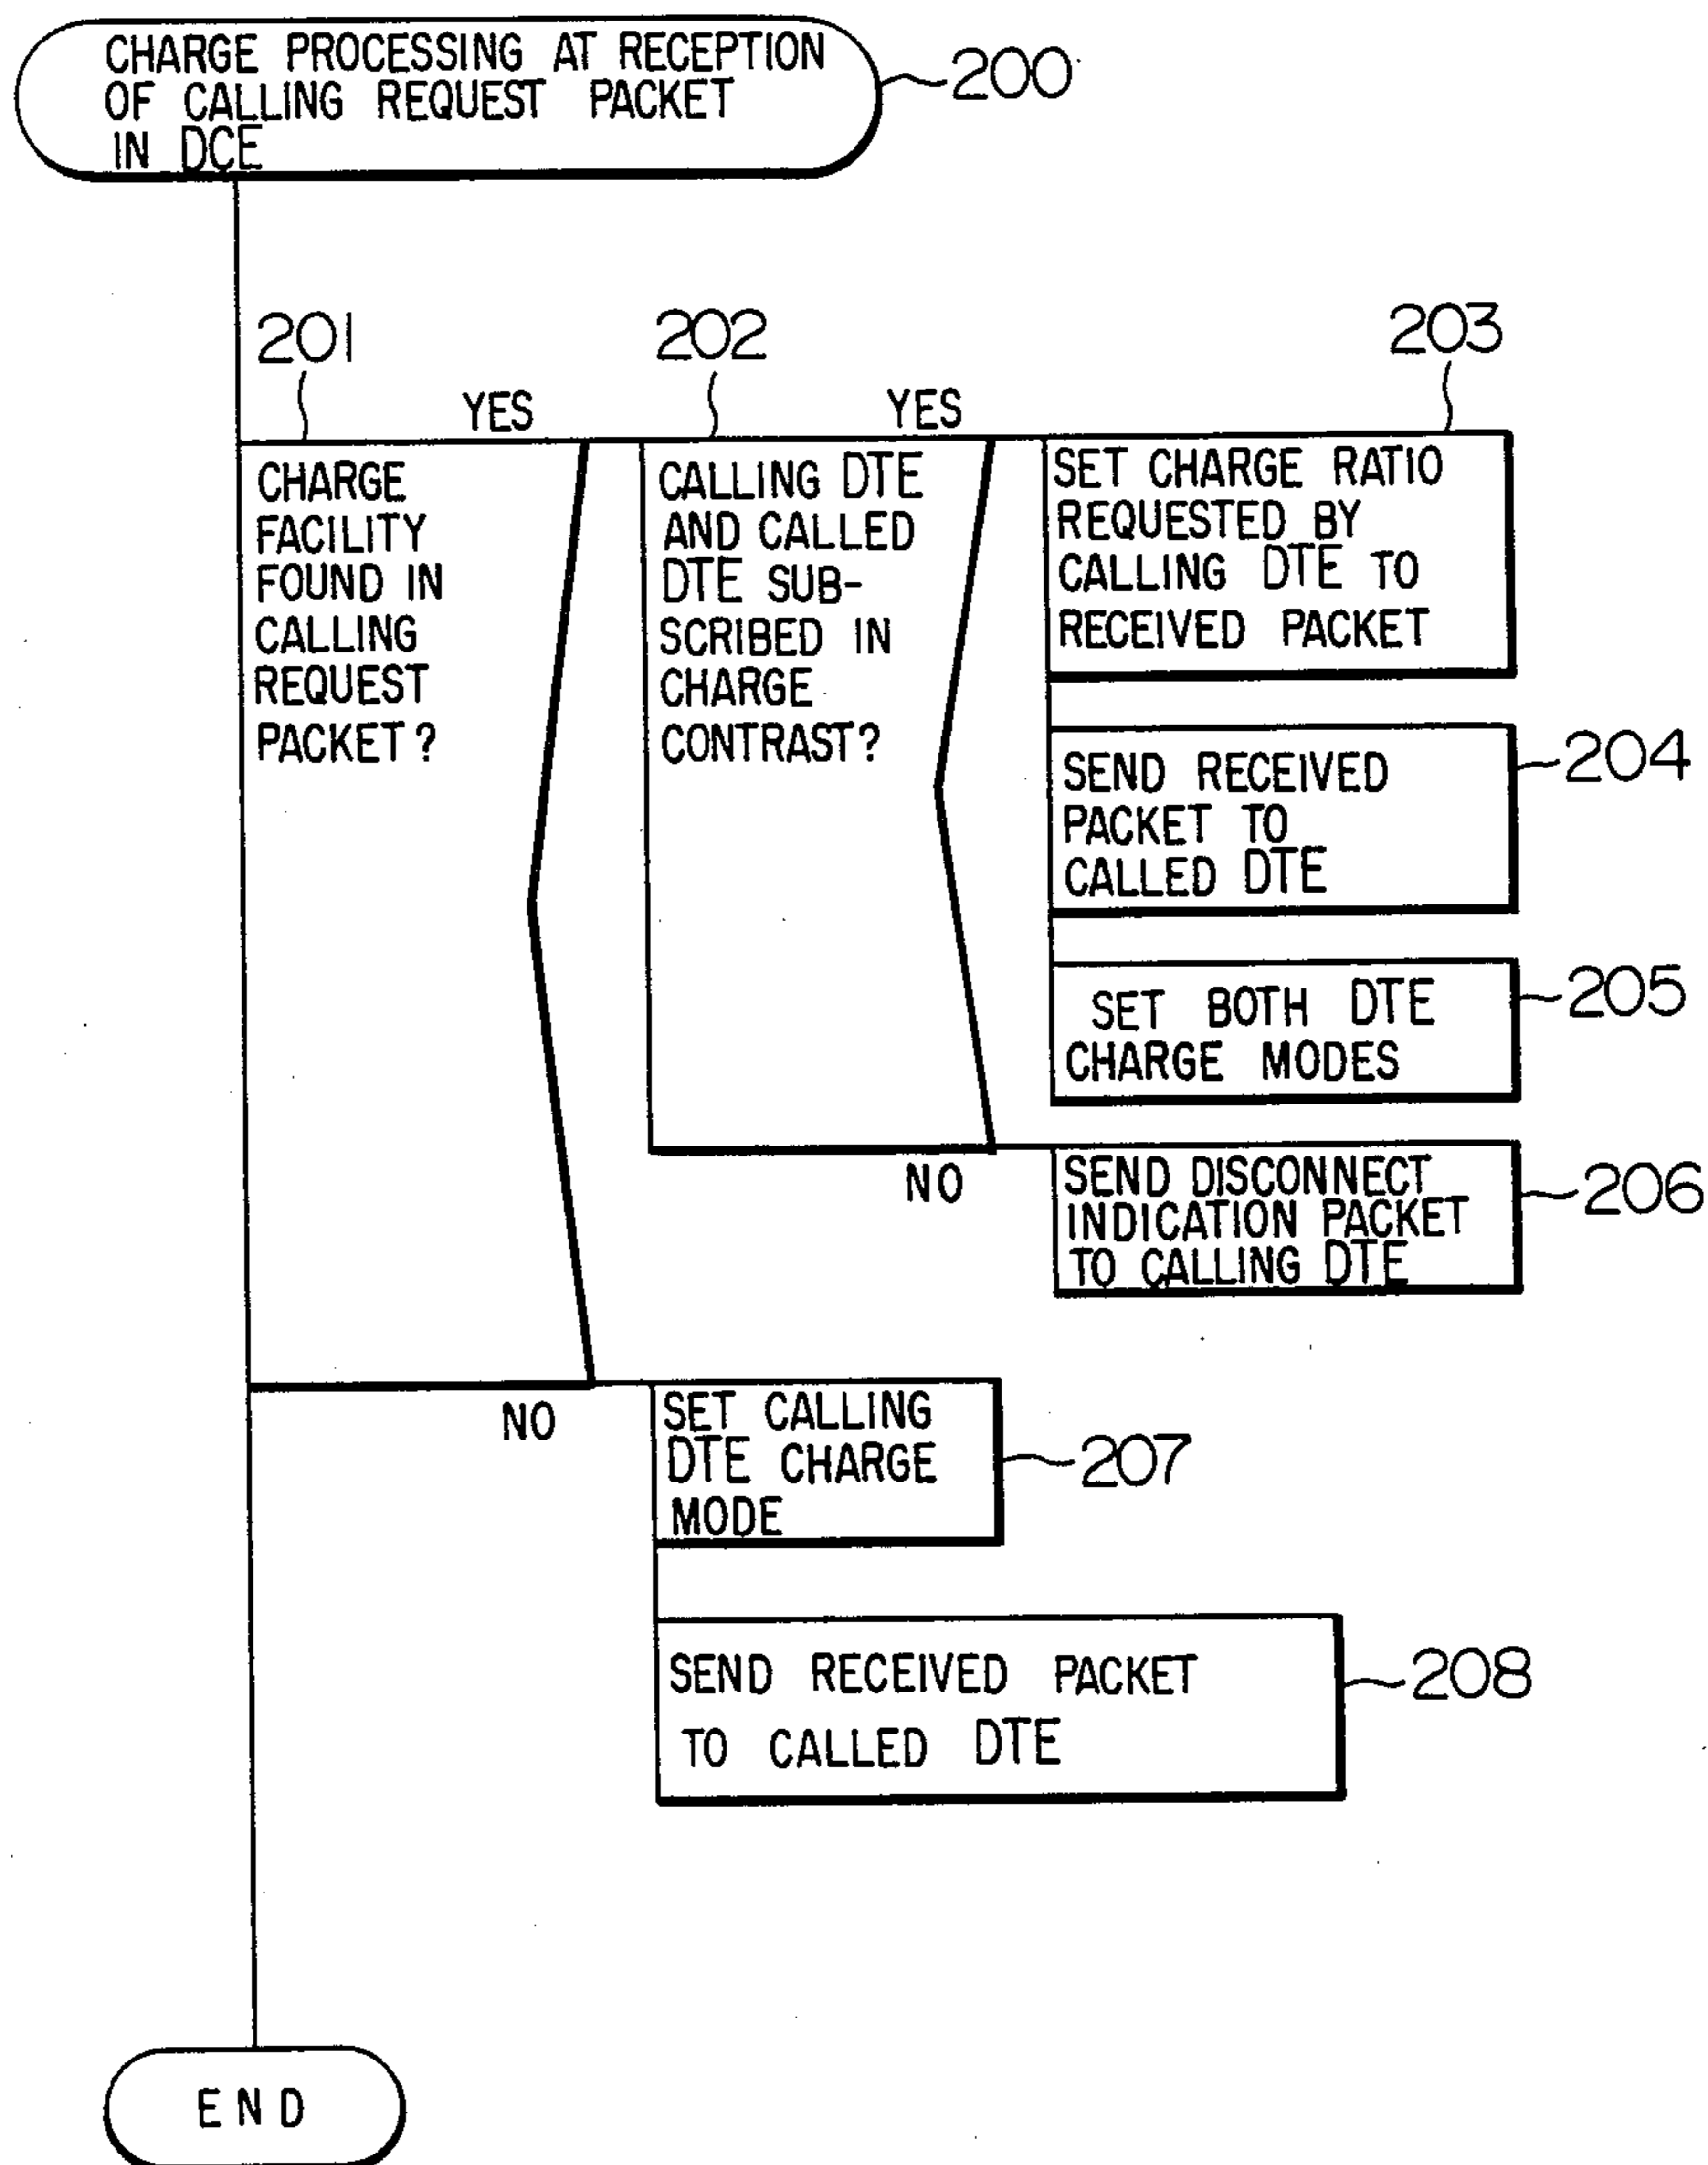 CHARGE PROCESSING AT RECEPTION
OF CALLING REQUEST PACKET
IN DCE
200
201
YES
202
YES
203
CHARGE
FACILITY
FOUND IN
CALLING
REQUEST
PACKET?
CALLING DTE
AND CALLED
DTE SUB-
SCRIBED IN
CHARGE
CONTRAST?
SET CHARGE RATIO
REQUESTED BY
CALLING DTE TO
RECEIVED PACKET
SEND RECEIVED
PACKET TO
CALLED DTE
204
SET BOTH DTE
CHARGE MODES
205
NO
SEND DISCONNECT
INDICATION PACKET
TO CALLING DTE
206
NO
SET CALLING
DTE CHARGE
MODE
207
SEND RECEIVED PACKET
TO CALLED DTE
208
END